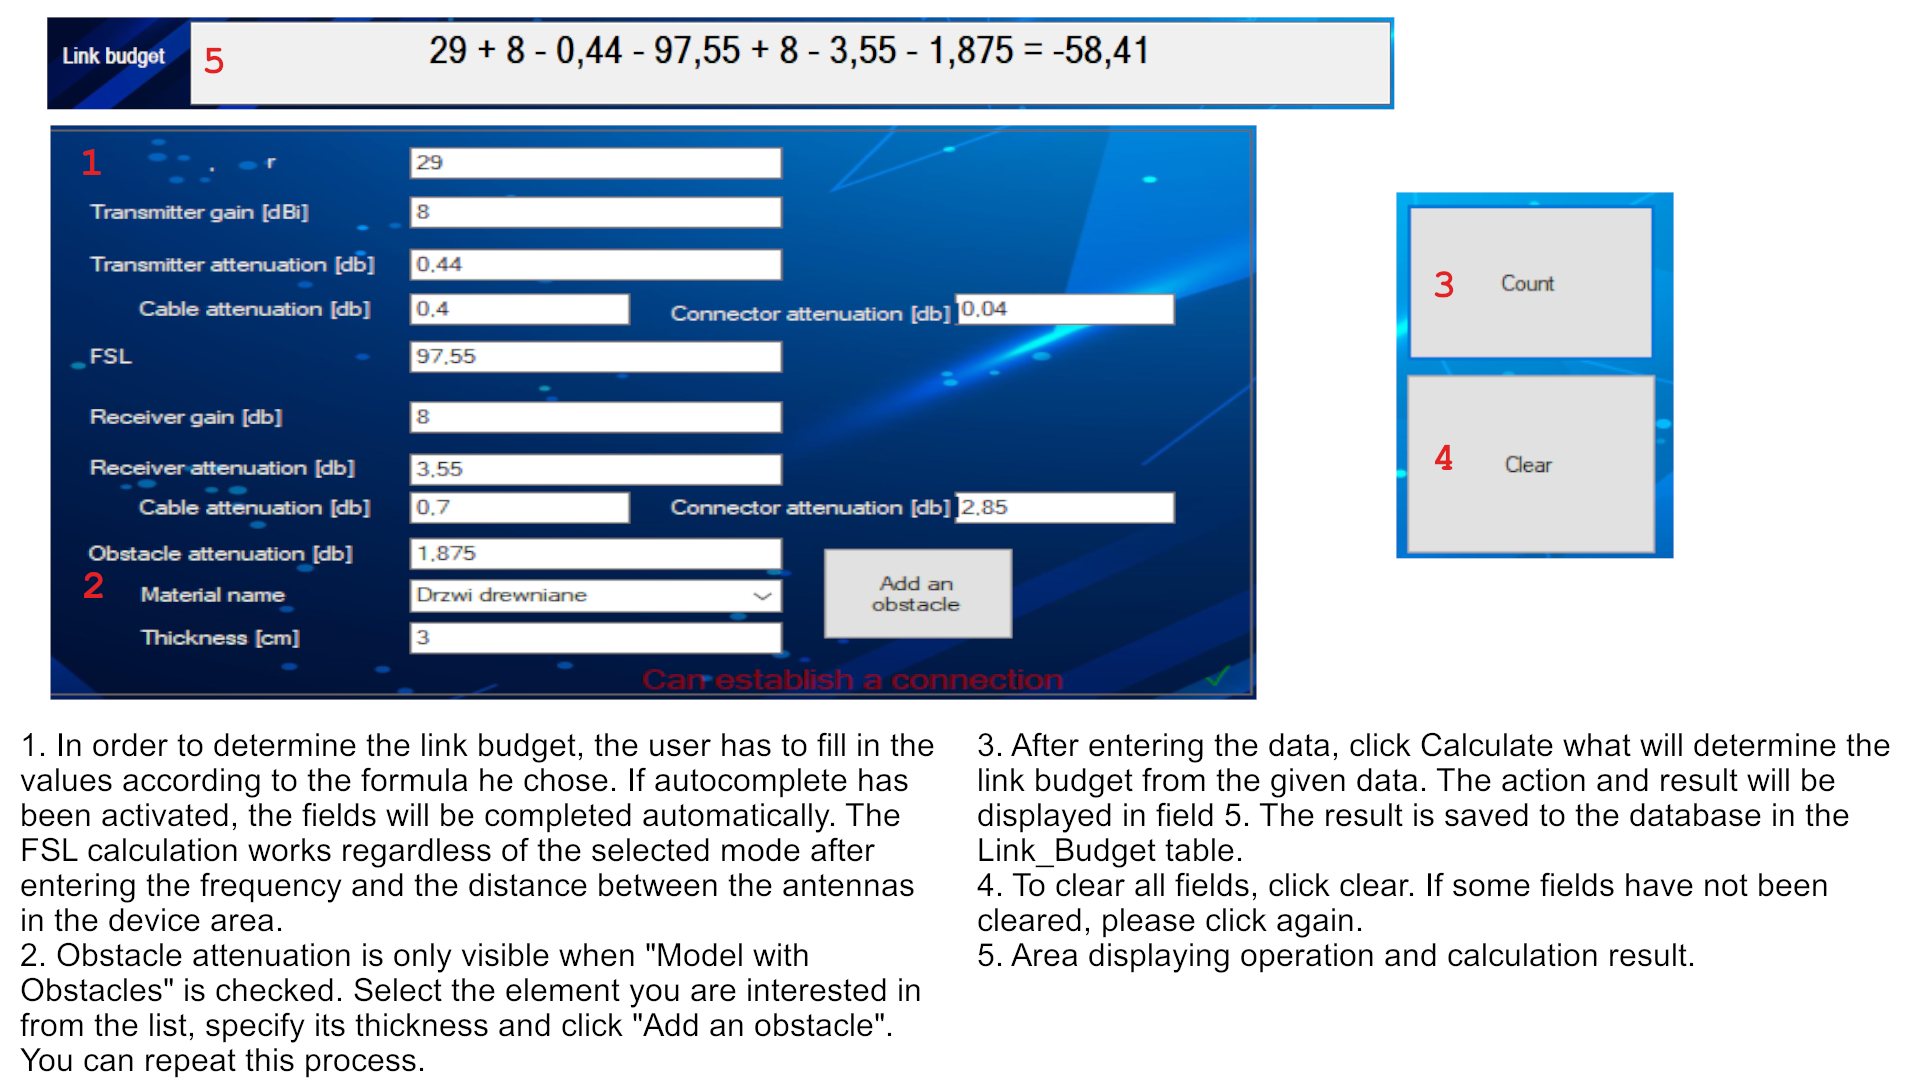 Link budget
5
29 + 8 - 0,44 - 97,55 + 8 - 3,55 - 1,875 = -58,41
1
29
Transmitter gain [dBi]
8
Transmitter attenuation [db]
0,44
Cable attenuation [db]
0,4
Connector attenuation [db]
0,04
FSL
97,55
Receiver gain [db]
8
Receiver attenuation [db]
3,55
Cable attenuation [db]
0,7
Connector attenuation [db]
2,85
Obstacle attenuation [db]
1,875
2
Material name
Drzwi drewniane
Thickness [cm]
3
Add an
obstacle
Can establish a connection
3
Count
4
Clear
1. In order to determine the link budget, the user has to fill in the
values according to the formula he chose. If autocomplete has
been activated, the fields will be completed automatically. The
FSL calculation works regardless of the selected mode after
entering the frequency and the distance between the antennas
in the device area.
2. Obstacle attenuation is only visible when "Model with
Obstacles" is checked. Select the element you are interested in
from the list, specify its thickness and click "Add an obstacle".
You can repeat this process.
3. After entering the data, click Calculate what will determine the
link budget from the given data. The action and result will be
displayed in field 5. The result is saved to the database in the
Link_Budget table.
4. To clear all fields, click clear. If some fields have not been
cleared, please click again.
5. Area displaying operation and calculation result.